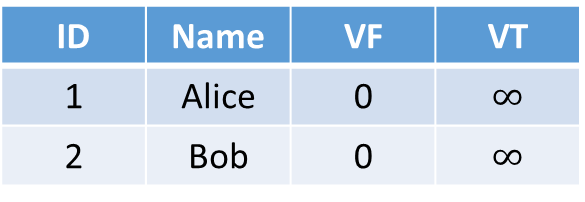 ID Name VF VT
1 Alice 0 ∞
2 Bob 0 ∞